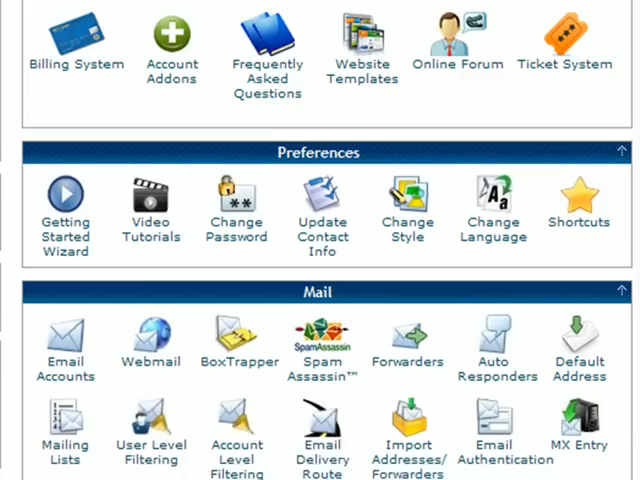 Billing System
Account
Addons
Frequently
Asked
Questions
Website
Templates
Online Forum
Ticket System
Preferences
Getting
Started
Wizard
Video
Tutorials
Change
Password
**
Update
Contact
Info
Change
Style
Aa
Change
Language
Shortcuts
Mail
Email
Accounts
Webmail
BoxTrapper
SpamAssassin
Spam
Assassin™
Forwarders
Auto
Responders
Default
Address
Mailing
Lists
User Level
Filtering
Account
Level
Filtering
Email
Delivery
Route
Import
Addresses/
Forwarders
Email
Authentication
MX Entry